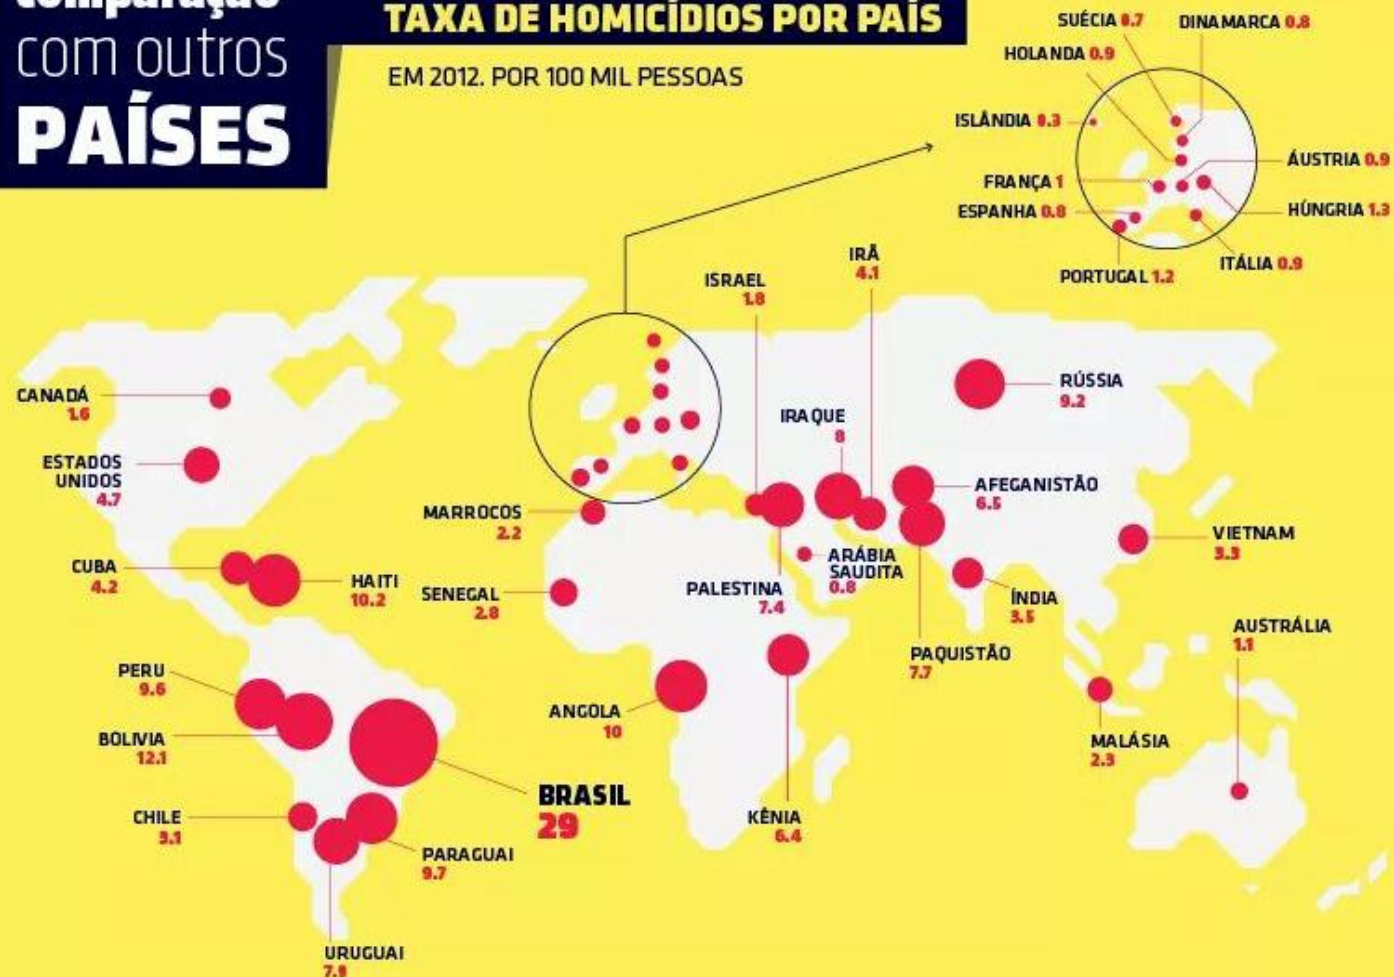 comparação
com outros
PAÍSES
TAXA DE HOMICÍDIOS POR PAÍS
EM 2012. POR 100 MIL PESSOAS
SUÉCIA 0.7
DINAMARCA 0.8
HOLANDA 0.9
ISLÂNDIA 0.3
ÁUSTRIA 0.9
FRANÇA 1
ESPANHA 0.8
HÚNGRIA 1.3
PORTUGAL 1.2
ITÁLIA 0.9
IRÃ
4.1
ISRAEL
1.8
RÚSSIA
9.2
CANADÁ
1.6
IRAQUE
8
ESTADOS
UNIDOS
4.7
AFEGANISTÃO
6.5
MARROCOS
2.2
VIETNAM
3.3
CUBA
4.2
HAITI
10.2
SENEGAL
2.8
PALESTINA
7.4
ARÁBIA
SAUDITA
0.8
ÍNDIA
3.5
AUSTRÁLIA
1.1
PERU
9.6
PAQUISTÃO
7.7
BOLIVIA
12.1
ANGOLA
10
MALÁSIA
2.3
BRASIL
29
CHILE
3.1
KÊNIA
6.4
PARAGUAI
9.7
URUGUAI
7.9